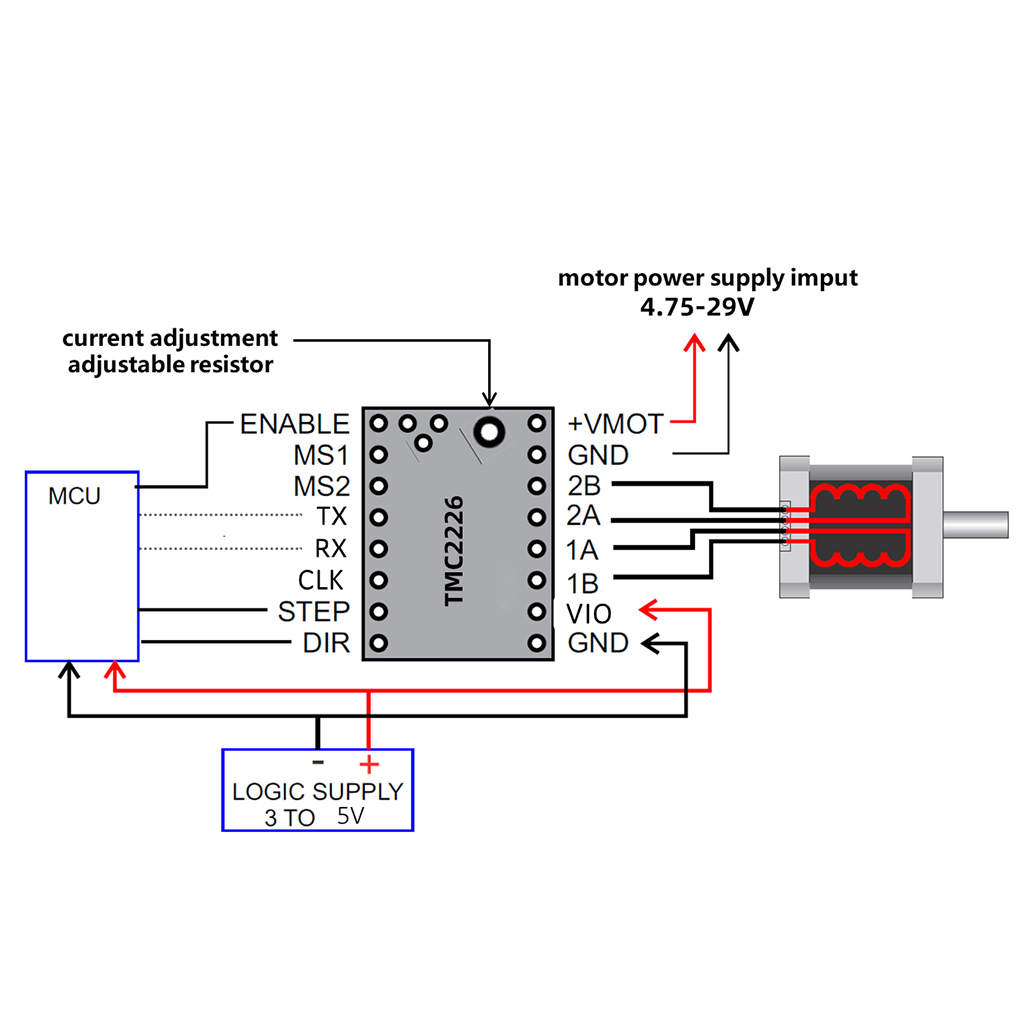 motor power supply imput
4.75-29V
current adjustment
adjustable resistor
ENABLE
MS1
MS2
TX
RX
CLK
STEP
DIR
MCU
TMC2226
+VMOT
GND
2B
2A
1A
1B
VIO
GND
- +
LOGIC SUPPLY
3 TO 5V